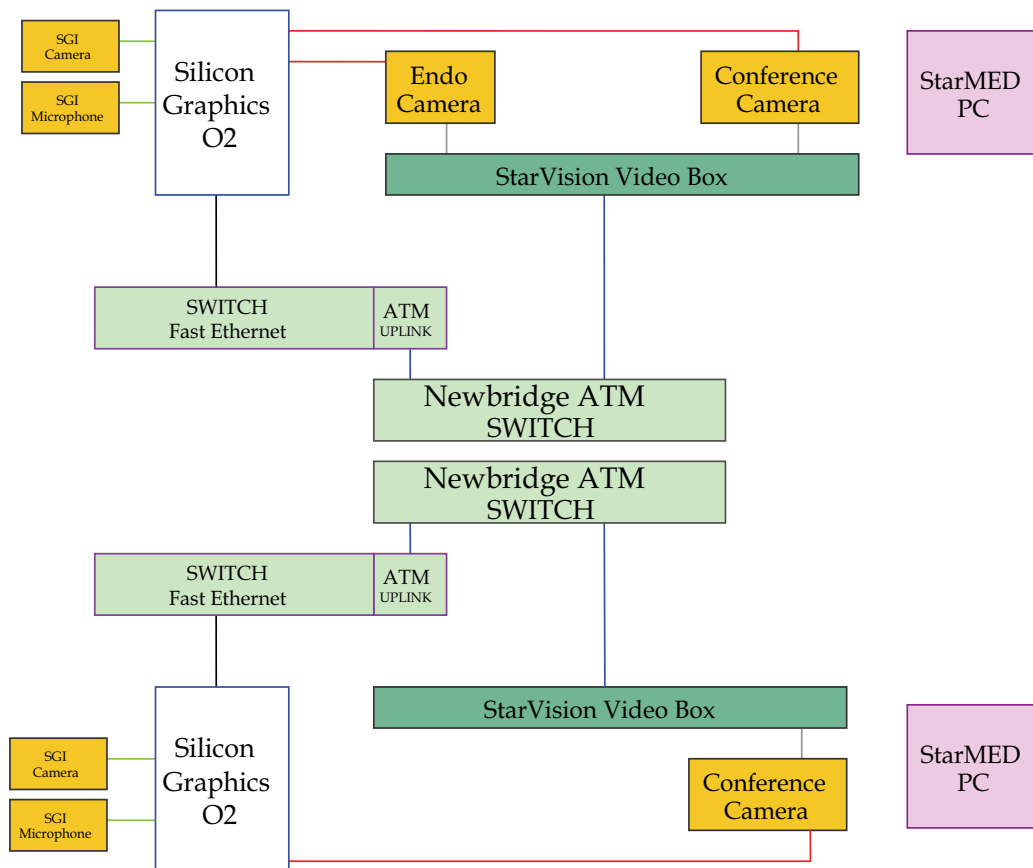 SGI
Camera
SGI
Microphone
Silicon
Graphics
O2
Endo
Camera
Conference
Camera
StarMED
PC
StarVision Video Box
SWITCH
Fast Ethernet
ATM
UPLINK
Newbridge ATM
SWITCH
Newbridge ATM
SWITCH
SWITCH
Fast Ethernet
ATM
UPLINK
StarVision Video Box
SGI
Camera
SGI
Microphone
Silicon
Graphics
O2
Conference
Camera
StarMED
PC